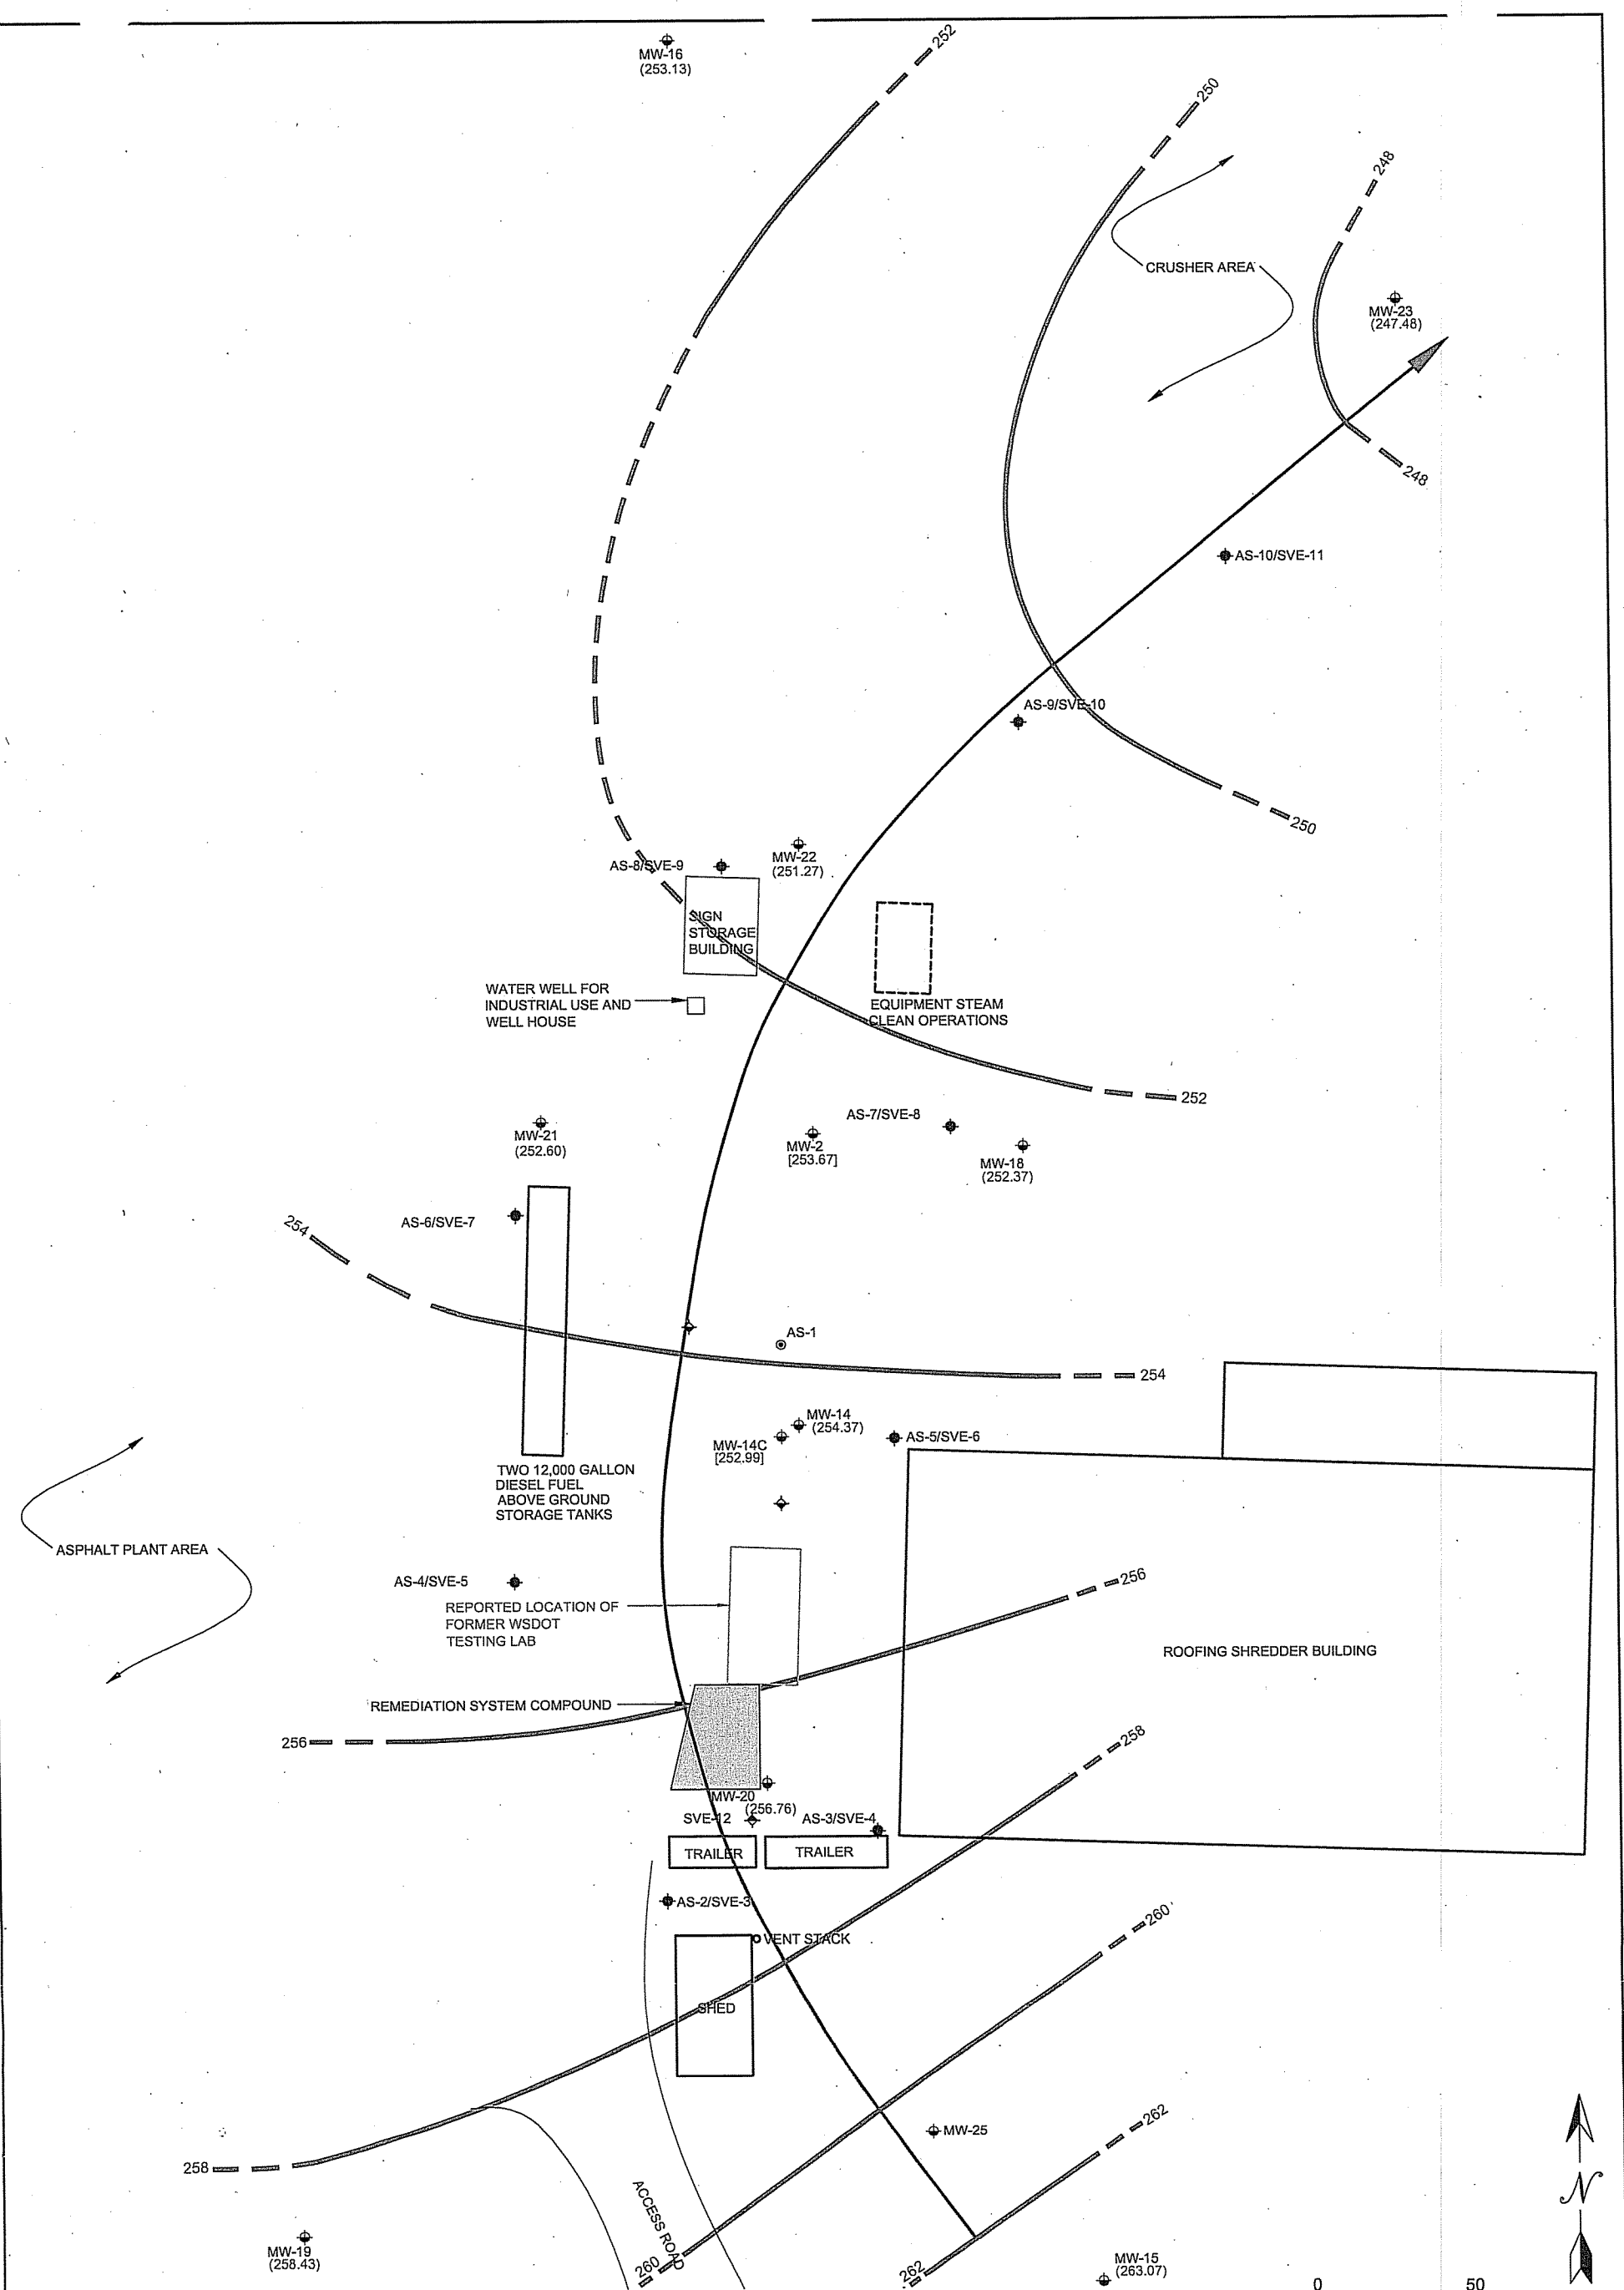 252
MW-16
(253.13)
250
248
CRUSHER AREA
MW-23
(247.48)
248
AS-10/SVE-11
AS-9/SVE-10
250
MW-22
(251.27)
AS-8/SVE-9
SIGN
STORAGE
BUILDING
WATER WELL FOR
INDUSTRIAL USE AND
WELL HOUSE
EQUIPMENT STEAM
CLEAN OPERATIONS
252
AS-7/SVE-8
MW-21
(252.60)
MW-2
[253.67]
MW-18
(252.37)
AS-6/SVE-7
254
AS-1
254
MW-14
(254.37)
MW-14C
[252.99]
AS-5/SVE-6
TWO 12,000 GALLON
DIESEL FUEL
ABOVE GROUND
STORAGE TANKS
ASPHALT PLANT AREA
AS-4/SVE-5
256
REPORTED LOCATION OF
FORMER WSDOT
TESTING LAB
ROOFING SHREDDER BUILDING
REMEDIATION SYSTEM COMPOUND
256
258
MW-20
(256.76)
SVE-12
AS-3/SVE-4
TRAILER
TRAILER
AS-2/SVE-3
260
VENT STACK
SHED
262
MW-25
258
ACCESS ROAD
N
MW-19
(258.43)
260
262
MW-15
(263.07)
0
50